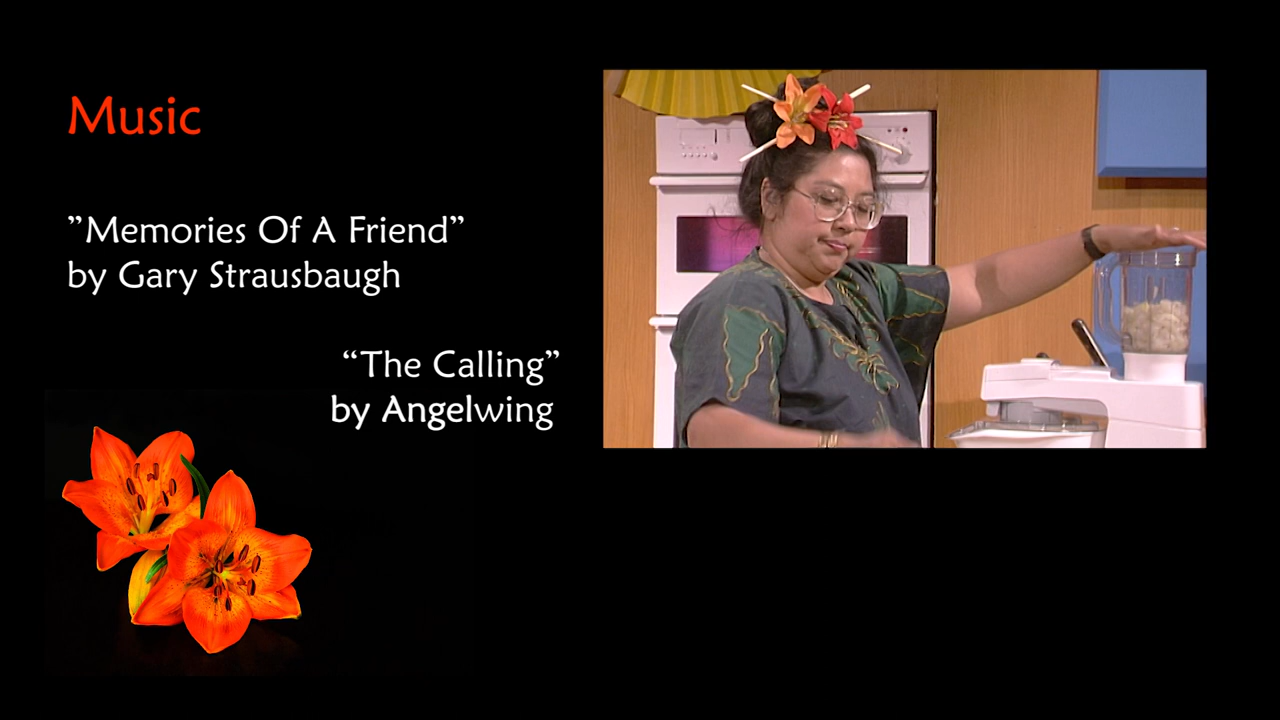 Music
”Memories Of A Friend”
by Gary Strausbaugh
“The Calling”
by Angelwing